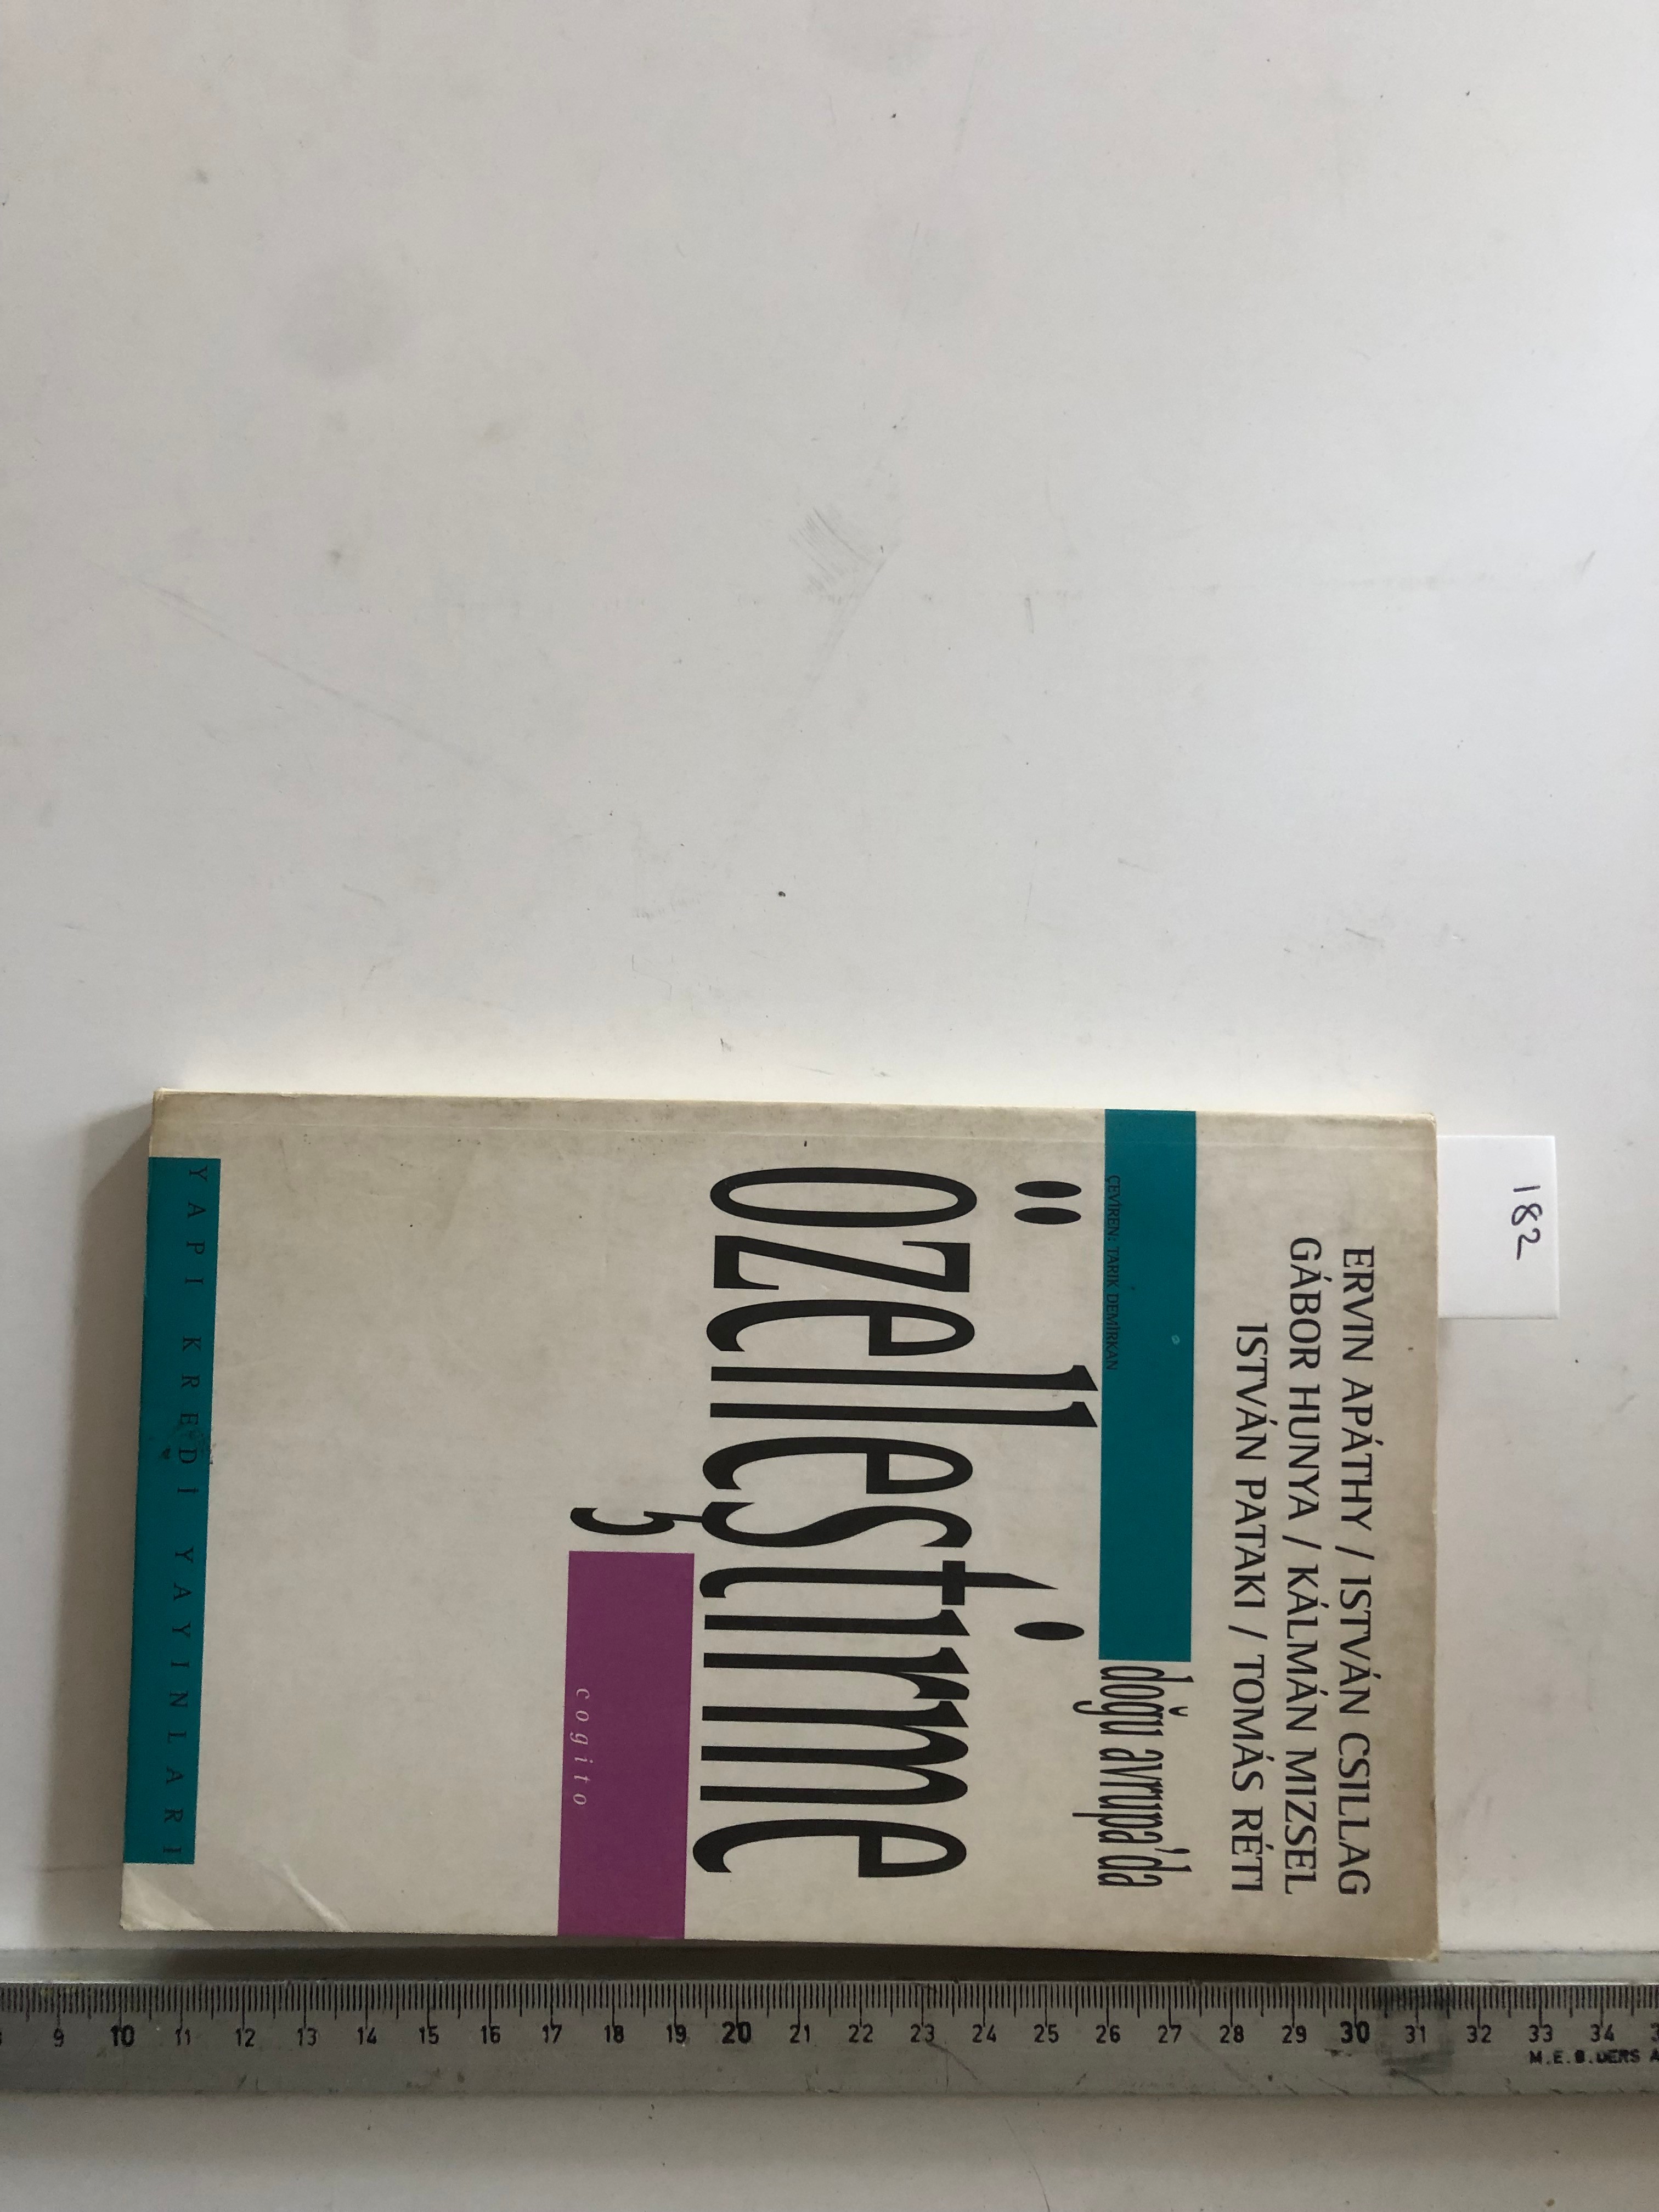 182
ERVIN APÁTHY / ISTVÁN CSILLAG
GÁBOR HUNYA / KÁLMÁN MIZSEL
ISTVÁN PATAKI / TOMÁS RÉTI
doğu avrupa'da
ÇEVİREN: TARIK DEMİRKAN
özelleştirme
cogito
YAPI KREDİ YAYINLARI
9 10 11 12 13 14 15 16 17 18 19 20 21 22 23 24 25 26 27 28 29 30 31 32 33 34
M.E.B. DERS A